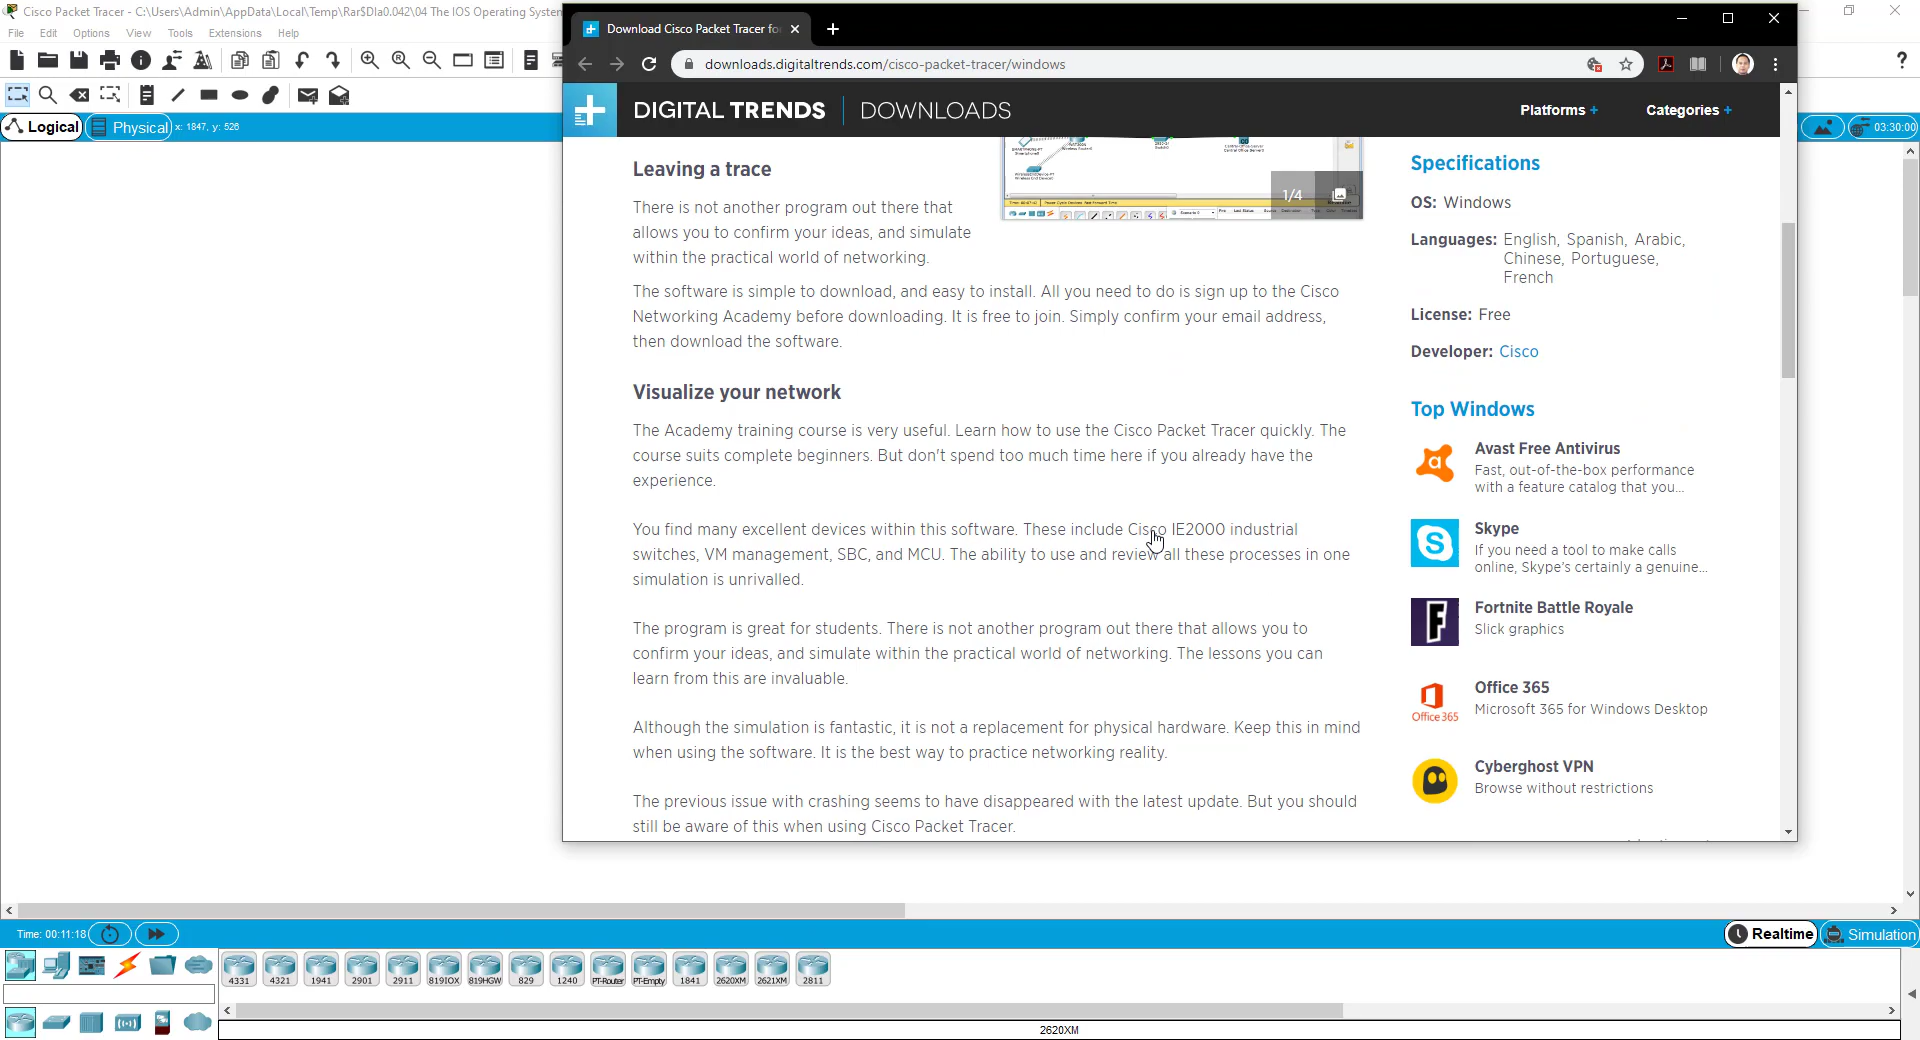 Cisco Packet Tracer - C:\Users\Admin\AppData\Local\Temp\Rar$DIa0.042\04 The IOS Operating System
File Edit Options View Tools Extensions Help
Logical
Physical
x: 1847, y: 526
03:30:00
Download Cisco Packet Tracer for
downloads.digitaltrends.com/cisco-packet-tracer/windows
DIGITAL TRENDS DOWNLOADS
Platforms +
Categories +
1/4
Leaving a trace
There is not another program out there that
allows you to confirm your ideas, and simulate
within the practical world of networking.
The software is simple to download, and easy to install. All you need to do is sign up to the Cisco
Networking Academy before downloading. It is free to join. Simply confirm your email address,
then download the software.
Visualize your network
The Academy training course is very useful. Learn how to use the Cisco Packet Tracer quickly. The
course suits complete beginners. But don't spend too much time here if you already have the
experience.
You find many excellent devices within this software. These include Cisco IE2000 industrial
switches, VM management, SBC, and MCU. The ability to use and review all these processes in one
simulation is unrivalled.
The program is great for students. There is not another program out there that allows you to
confirm your ideas, and simulate within the practical world of networking. The lessons you can
learn from this are invaluable.
Although the simulation is fantastic, it is not a replacement for physical hardware. Keep this in mind
when using the software. It is the best way to practice networking reality.
The previous issue with crashing seems to have disappeared with the latest update. But you should
still be aware of this when using Cisco Packet Tracer.
Specifications
OS: Windows
Languages: English, Spanish, Arabic,
Chinese, Portuguese,
French
License: Free
Developer: Cisco
Top Windows
Avast Free Antivirus
Fast, out-of-the-box performance
with a feature catalog that you...
Skype
If you need a tool to make calls
online, Skype's certainly a genuine...
Fortnite Battle Royale
Slick graphics
Office 365
Office 365
Microsoft 365 for Windows Desktop
Cyberghost VPN
Browse without restrictions
Time: 00:11:18
Realtime
Simulation
4331 4321 1941 2901 2911 819IOX 819HGW 829 1240 PT-Router PT-Empty 1841 2620XM 2621XM 2811
2620XM